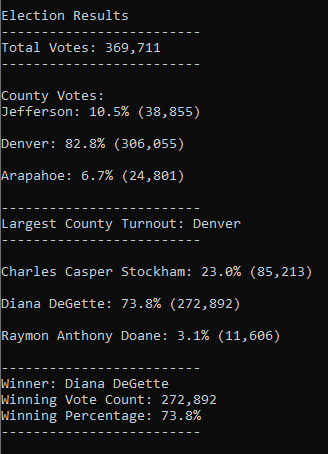 Election Results
-------------------------
Total Votes: 369,711
-------------------------
County Votes:
Jefferson: 10.5% (38,855)
Denver: 82.8% (306,055)
Arapahoe: 6.7% (24,801)
-------------------------
Largest County Turnout: Denver
-------------------------
Charles Casper Stockham: 23.0% (85,213)
Diana DeGette: 73.8% (272,892)
Raymon Anthony Doane: 3.1% (11,606)
-------------------------
Winner: Diana DeGette
Winning Vote Count: 272,892
Winning Percentage: 73.8%
-------------------------